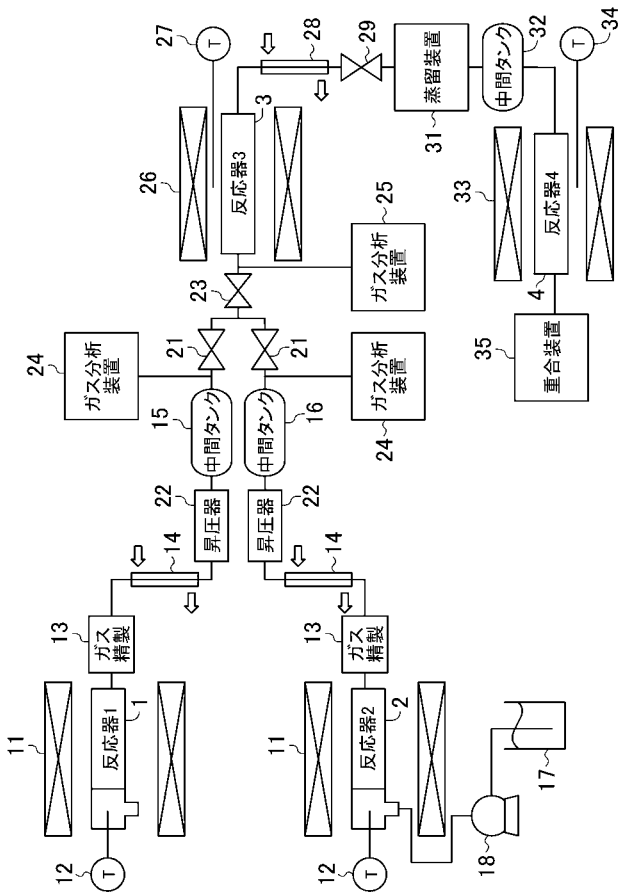 11
12
T
反応器1
1
13
ガス
精製
14
22
昇圧器
15
中間タンク
24
ガス分析
装置
21
23
26
27
T
反応器3
3
28
29
11
12
T
反応器2
2
13
ガス
精製
14
22
昇圧器
16
中間タンク
21
24
ガス分析
装置
25
ガス分析
装置
31
蒸留装置
32
中間タンク
17
18
35
重合装置
4
反応器4
33
34
T